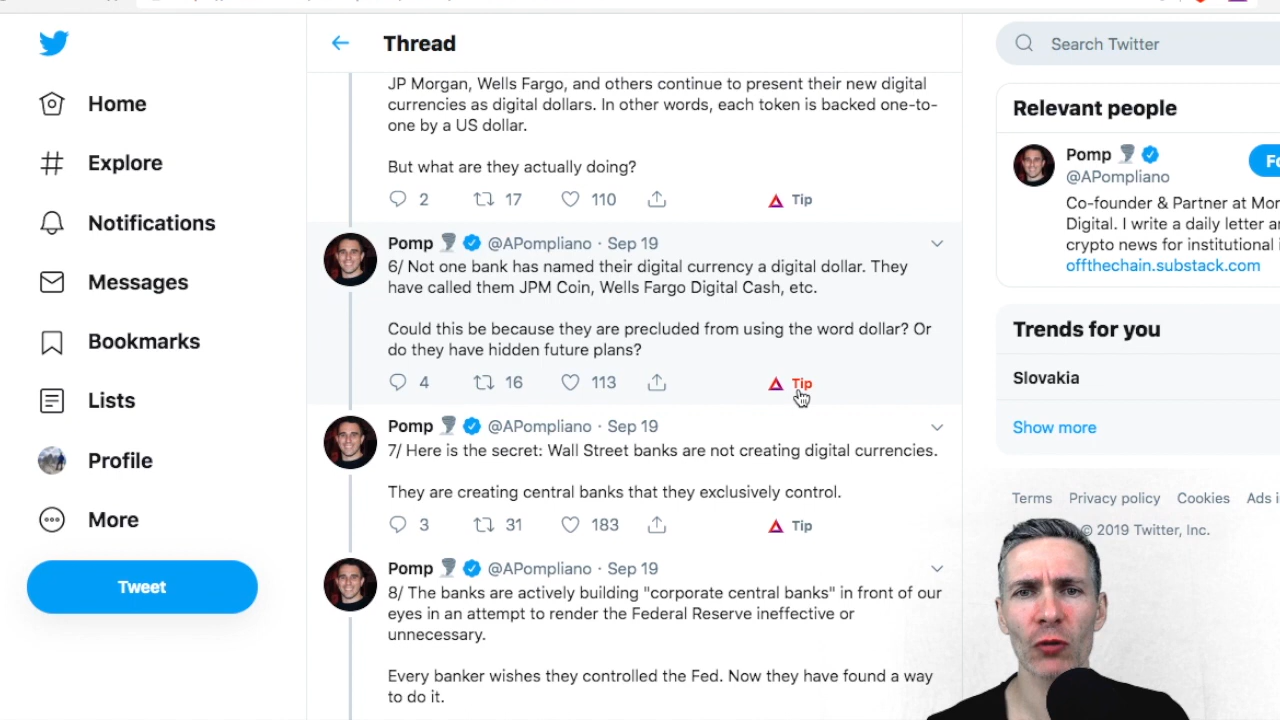 Home
Explore
Notifications
Messages
Bookmarks
Lists
Profile
More
Tweet
Thread
JP Morgan, Wells Fargo, and others continue to present their new digital
currencies as digital dollars. In other words, each token is backed one-to-
one by a US dollar.
But what are they actually doing?
2 17 110 Tip
Pomp @APompliano · Sep 19
6/ Not one bank has named their digital currency a digital dollar. They
have called them JPM Coin, Wells Fargo Digital Cash, etc.
Could this be because they are precluded from using the word dollar? Or
do they have hidden future plans?
4 16 113 Tip
Pomp @APompliano · Sep 19
7/ Here is the secret: Wall Street banks are not creating digital currencies.
They are creating central banks that they exclusively control.
3 31 183 Tip
Pomp @APompliano · Sep 19
8/ The banks are actively building "corporate central banks" in front of our
eyes in an attempt to render the Federal Reserve ineffective or
unnecessary.
Every banker wishes they controlled the Fed. Now they have found a way
to do it.
Search Twitter
Relevant people
Pomp
@APompliano
Fo
Co-founder & Partner at Mor
Digital. I write a daily letter ar
crypto news for institutional i
offthechain.substack.com
Trends for you
Slovakia
Show more
Terms Privacy policy Cookies Ads i
© 2019 Twitter, Inc.